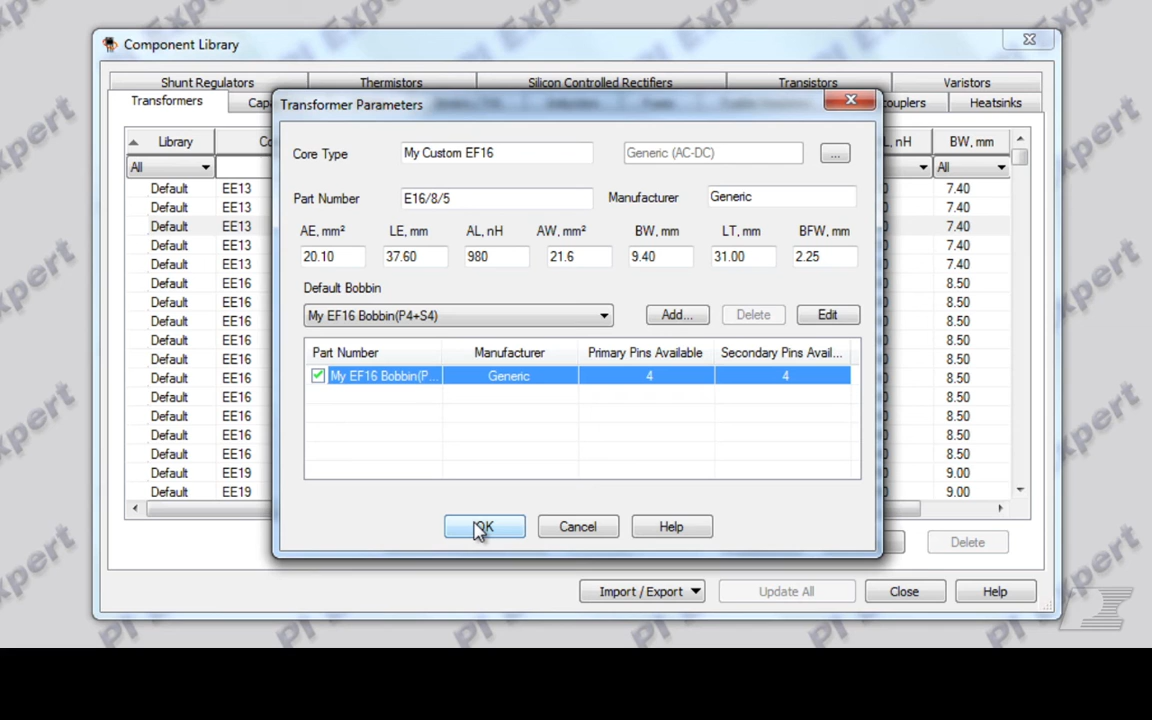 Component Library
Shunt Regulators Thermistors Silicon Controlled Rectifiers Transistors Varistors
Transformers Heatsinks
Transformer Parameters
Library BW, mm
All All
Core Type My Custom EF16 Generic (AC-DC) ...
Part Number E16/8/5 Manufacturer Generic
AE, mm² LE, mm AL, nH AW, mm² BW, mm LT, mm BFW, mm
20.10 37.60 980 21.6 9.40 31.00 2.25
Default Bobbin
My EF16 Bobbin(P4+S4) Add... Delete Edit
Part Number Manufacturer Primary Pins Available Secondary Pins Avail...
My EF16 Bobbin(P... Generic 4 4
OK Cancel Help
Default EE13 7.40
Default EE13 7.40
Default EE13 7.40
Default EE13 7.40
Default EE13 7.40
Default EE16 8.50
Default EE16 8.50
Default EE16 8.50
Default EE16 8.50
Default EE16 8.50
Default EE16 8.50
Default EE16 8.50
Default EE16 8.50
Default EE16 8.50
Default EE16 8.50
Default EE19 9.00
Default EE19 9.00
Delete
Import / Export Update All Close Help
PI Expert